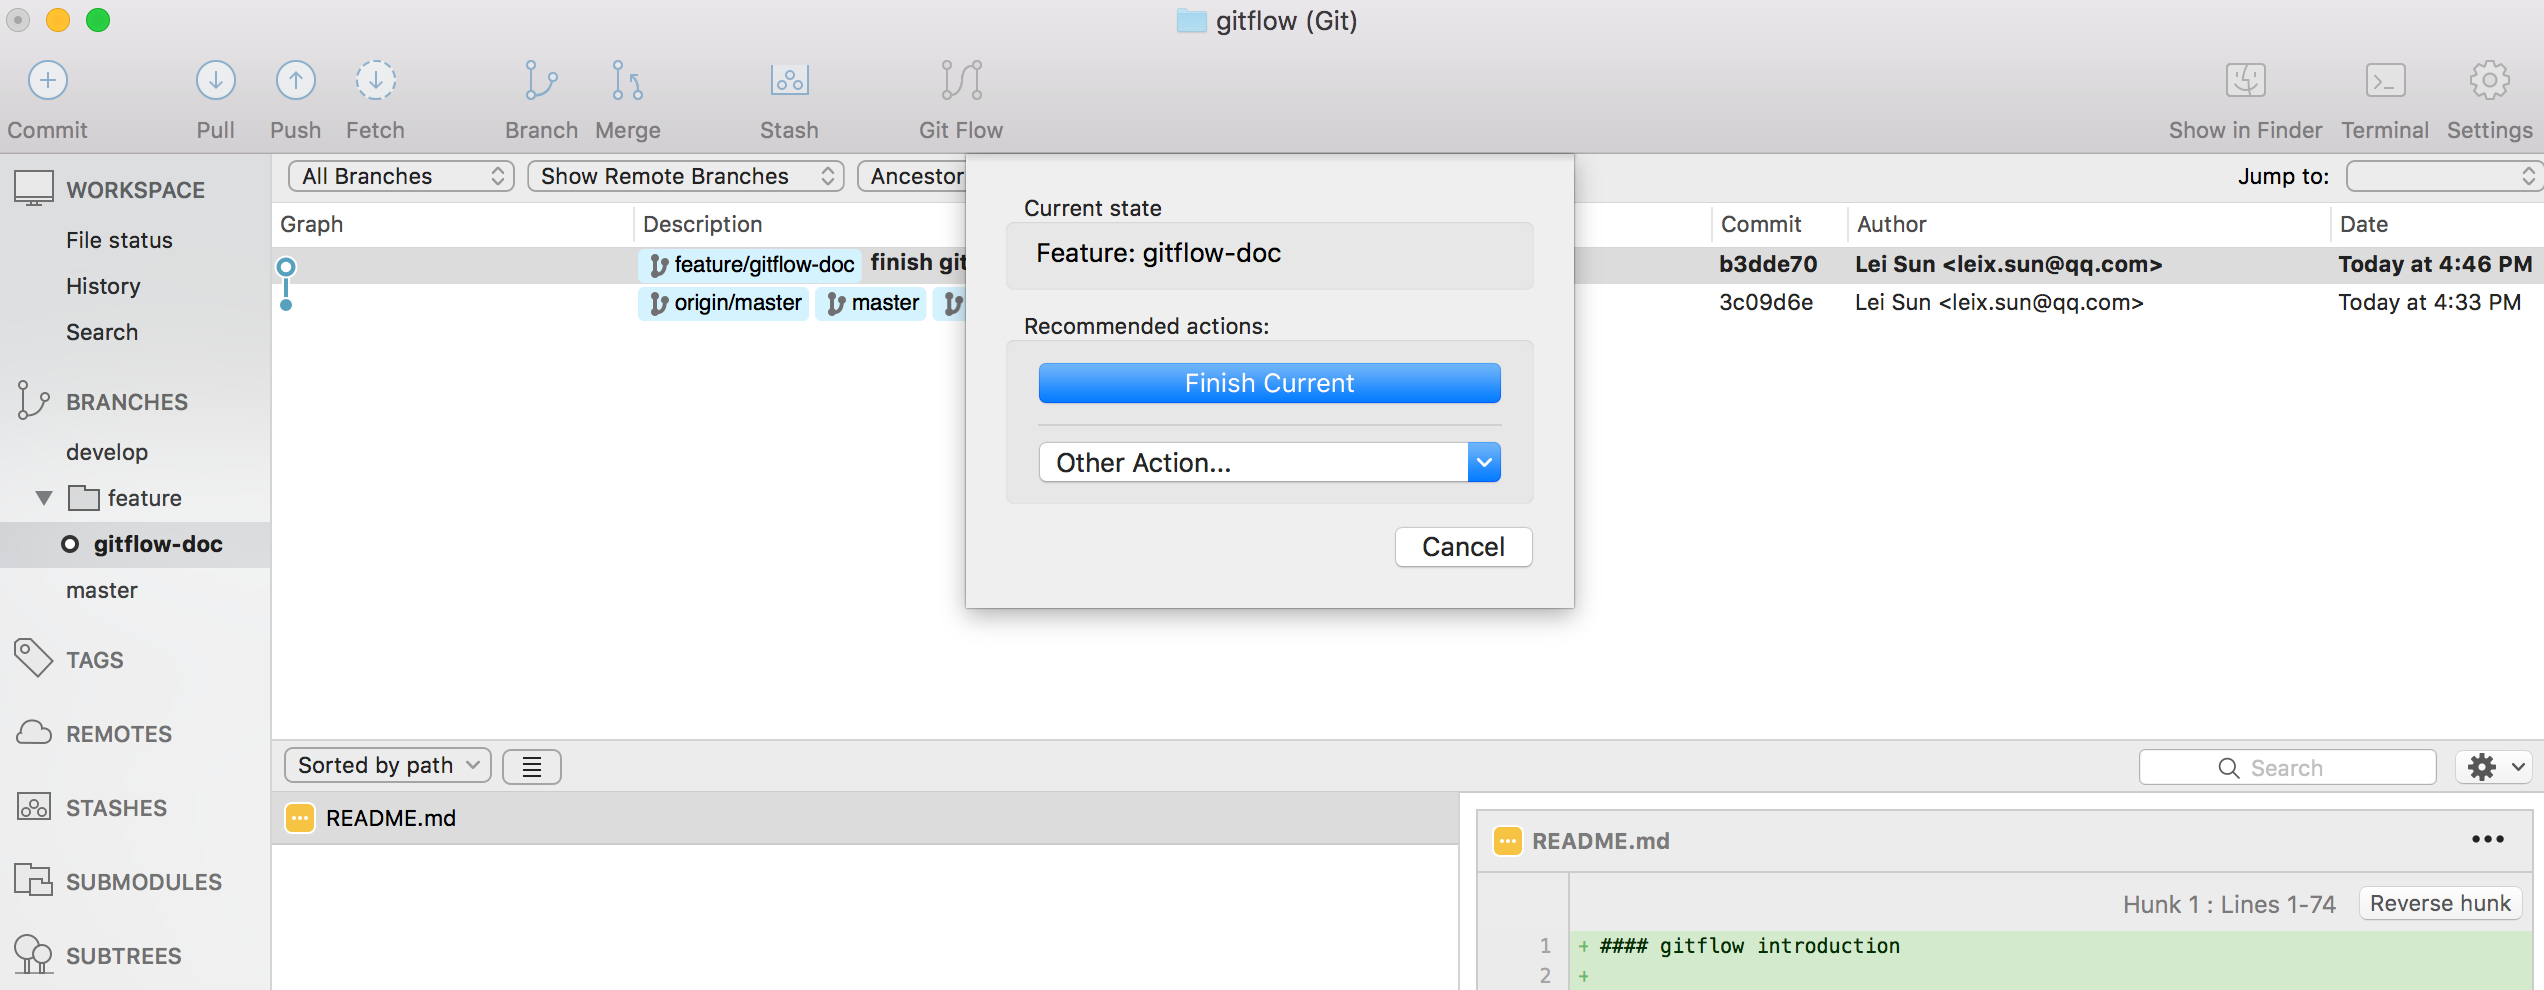 gitflow (Git)
Commit Pull Push Fetch Branch Merge Stash Git Flow Show in Finder Terminal Settings
WORKSPACE
File status
History
Search
BRANCHES
develop
feature
gitflow-doc
master
TAGS
REMOTES
STASHES
SUBMODULES
SUBTREES
All Branches Show Remote Branches Ancestor Jump to:
Graph Description Commit Author Date
feature/gitflow-doc finish git b3dde70 Lei Sun <leix.sun@qq.com> Today at 4:46 PM
origin/master master 3c09d6e Lei Sun <leix.sun@qq.com> Today at 4:33 PM
Current state
Feature: gitflow-doc
Recommended actions:
Finish Current
Other Action...
Cancel
Sorted by path Search
README.md
README.md
Hunk 1 : Lines 1-74 Reverse hunk
1 + #### gitflow introduction
2 +